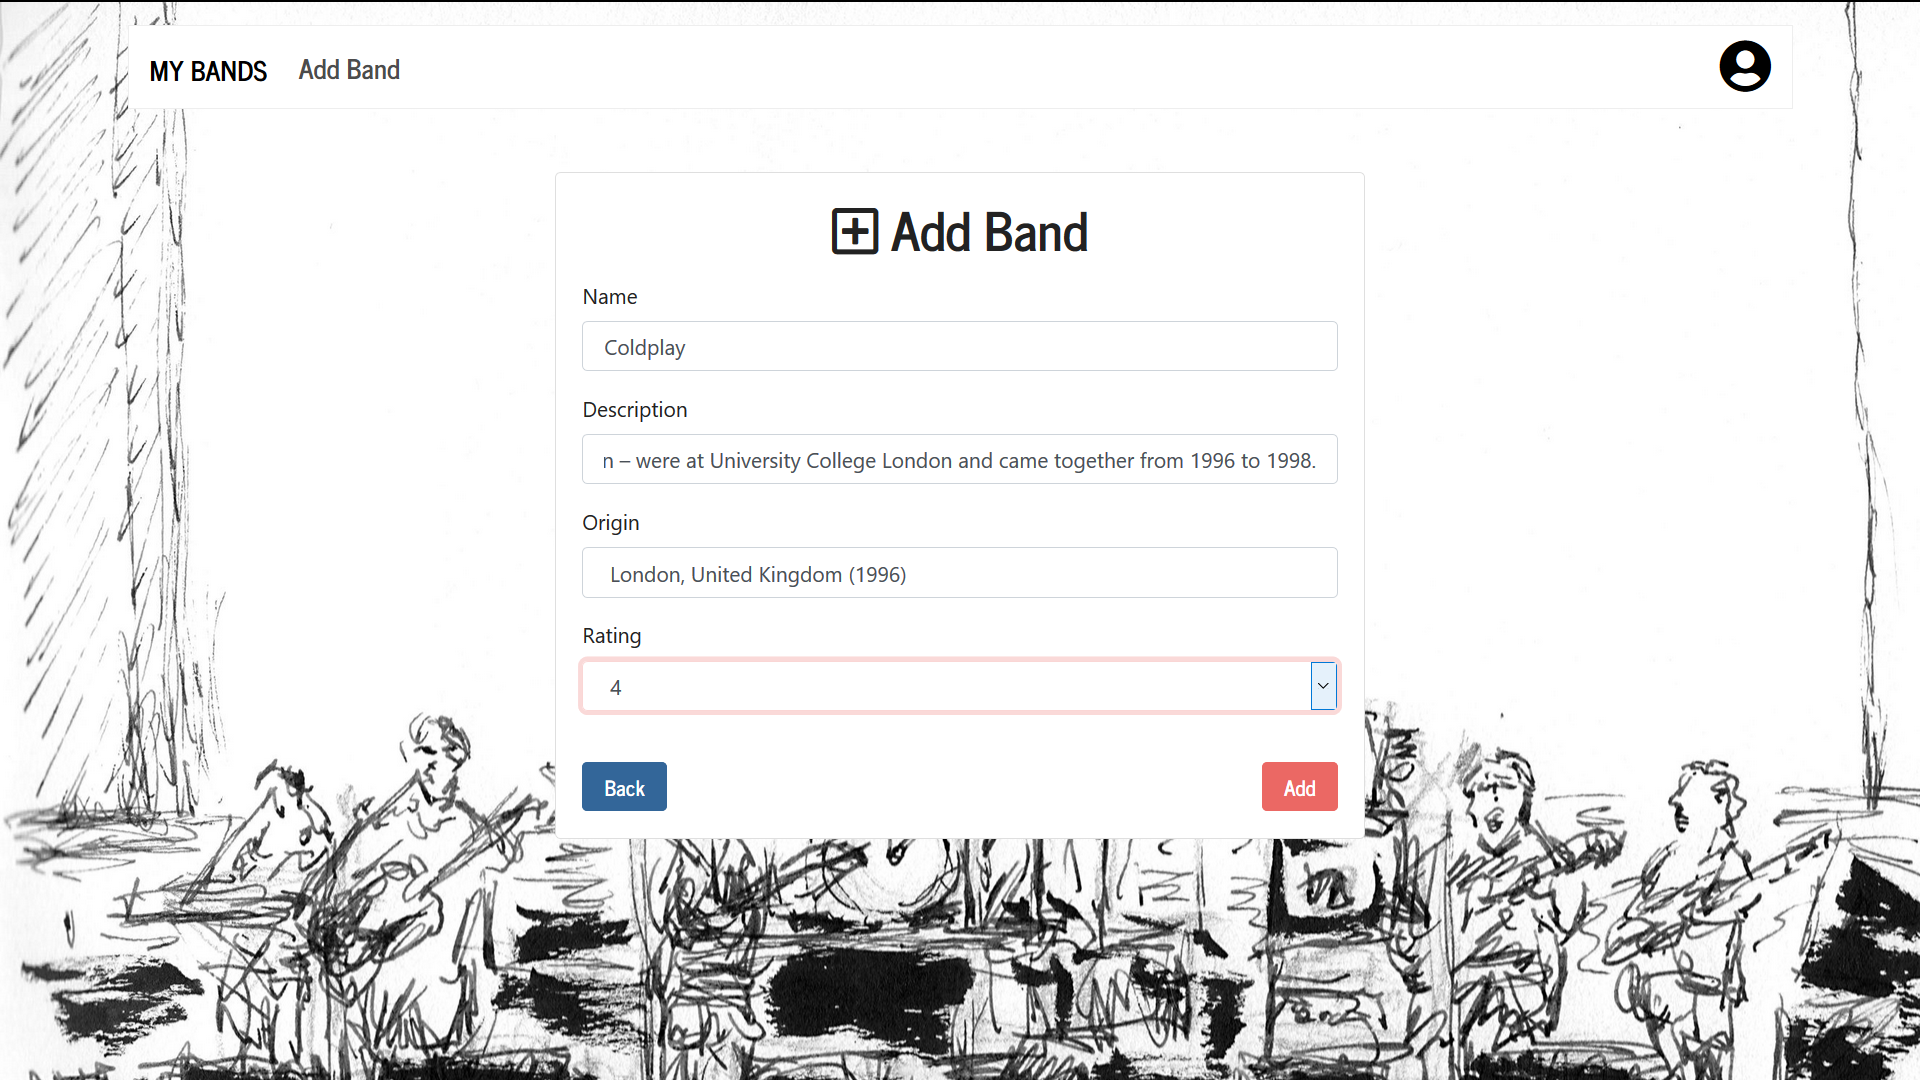 MY BANDS Add Band
Add Band
Name
Coldplay
Description
n – were at University College London and came together from 1996 to 1998.
Origin
London, United Kingdom (1996)
Rating
4
Back Add